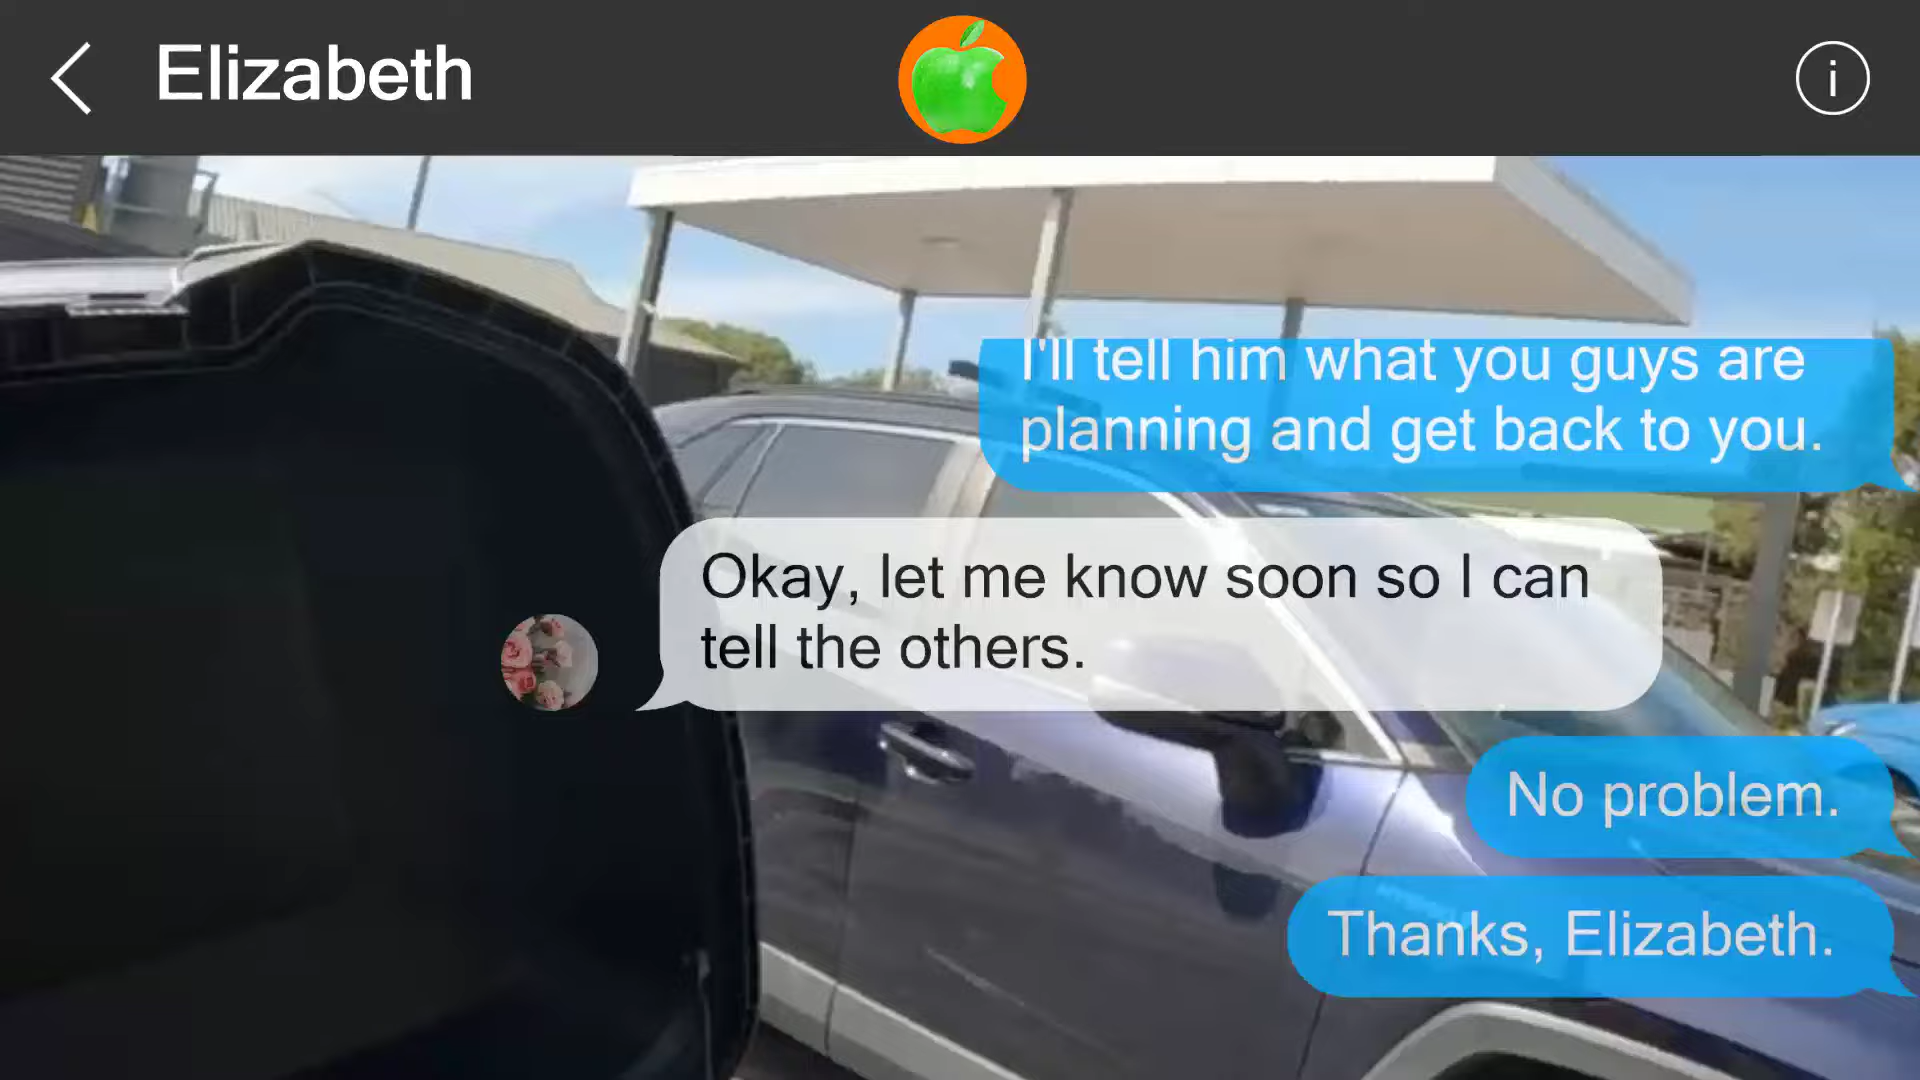 Elizabeth
i
I'll tell him what you guys are
planning and get back to you.
Okay, let me know soon so I can
tell the others.
No problem.
Thanks, Elizabeth.